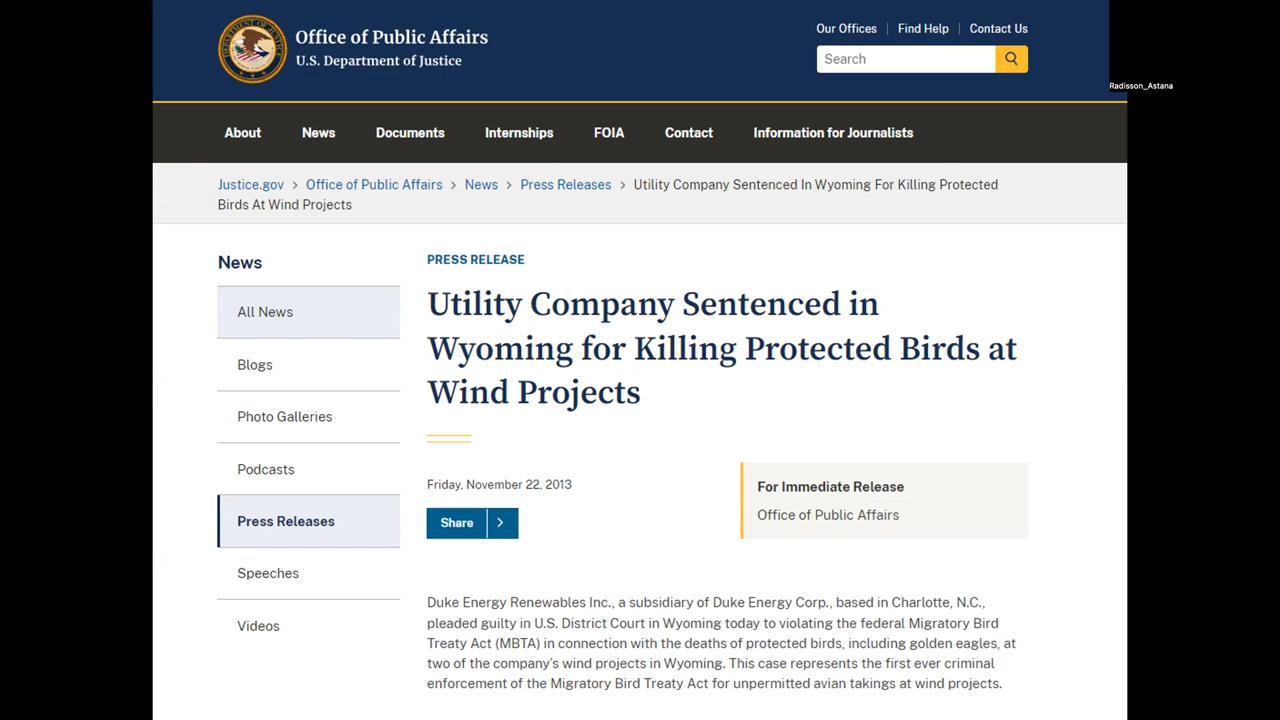 Office of Public Affairs
U.S. Department of Justice
Our Offices
Find Help
Contact Us
Search
Radisson_Astana
About
News
Documents
Internships
FOIA
Contact
Information for Journalists
Justice.gov > Office of Public Affairs > News > Press Releases > Utility Company Sentenced In Wyoming For Killing Protected
Birds At Wind Projects
News
All News
Blogs
Photo Galleries
Podcasts
Press Releases
Speeches
Videos
PRESS RELEASE
Utility Company Sentenced in
Wyoming for Killing Protected Birds at
Wind Projects
Friday, November 22, 2013
Share >
For Immediate Release
Office of Public Affairs
Duke Energy Renewables Inc., a subsidiary of Duke Energy Corp., based in Charlotte, N.C.,
pleaded guilty in U.S. District Court in Wyoming today to violating the federal Migratory Bird
Treaty Act (MBTA) in connection with the deaths of protected birds, including golden eagles, at
two of the company’s wind projects in Wyoming. This case represents the first ever criminal
enforcement of the Migratory Bird Treaty Act for unpermitted avian takings at wind projects.